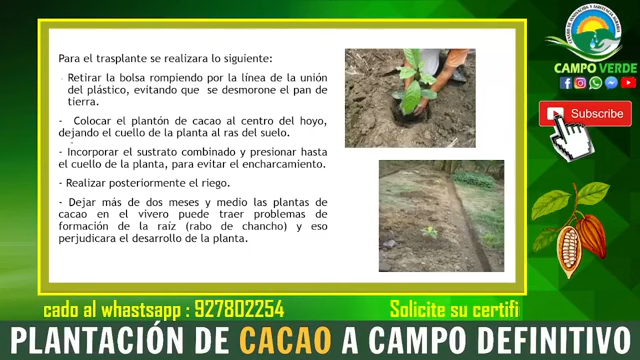 Para el trasplante se realizara lo siguiente:
Retirar la bolsa rompiendo por la línea de la unión
del plástico, evitando que se desmorone el pan de
tierra.
- Colocar el plantón de cacao al centro del hoyo,
dejando el cuello de la planta al ras del suelo.
- Incorporar el sustrato combinado y presionar hasta
el cuello de la planta, para evitar el encharcamiento.
- Realizar posteriormente el riego.
- Dejar más de dos meses y medio las plantas de
cacao en el vivero puede traer problemas de
formación de la raíz (rabo de chancho) y eso
perjudicara el desarrollo de la planta.
CAMPO VERDE
Subscribe
cado al whastsapp : 927802254 Solicite su certifi
PLANTACIÓN DE CACAO A CAMPO DEFINITIVO